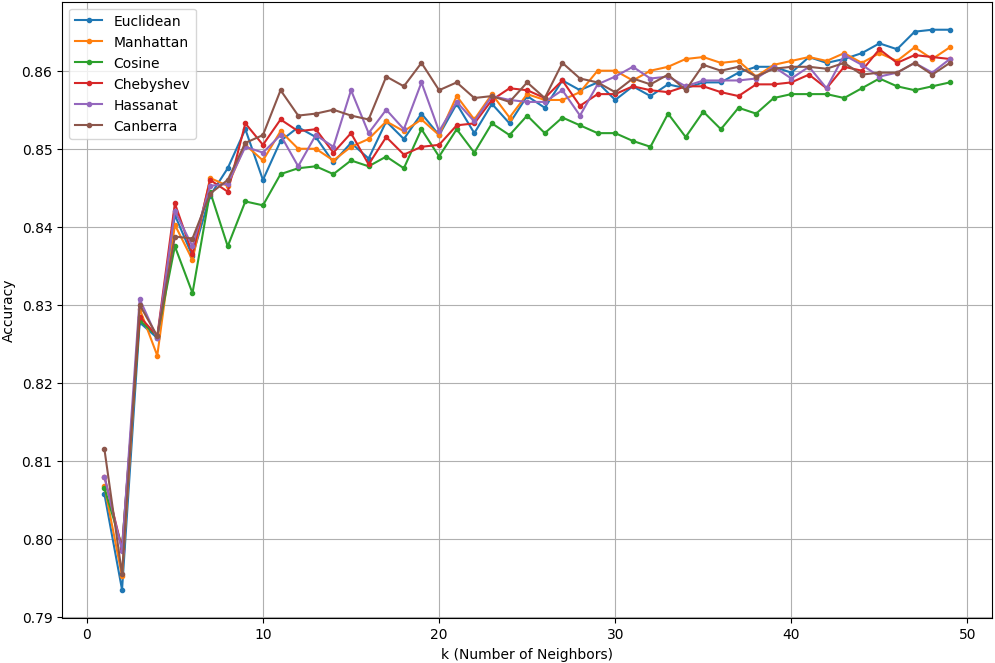 Euclidean
Manhattan
Cosine
Chebyshev
Hassanat
Canberra
Accuracy
0.86
0.85
0.84
0.83
0.82
0.81
0.80
0.79
0 10 20 30 40 50
k (Number of Neighbors)